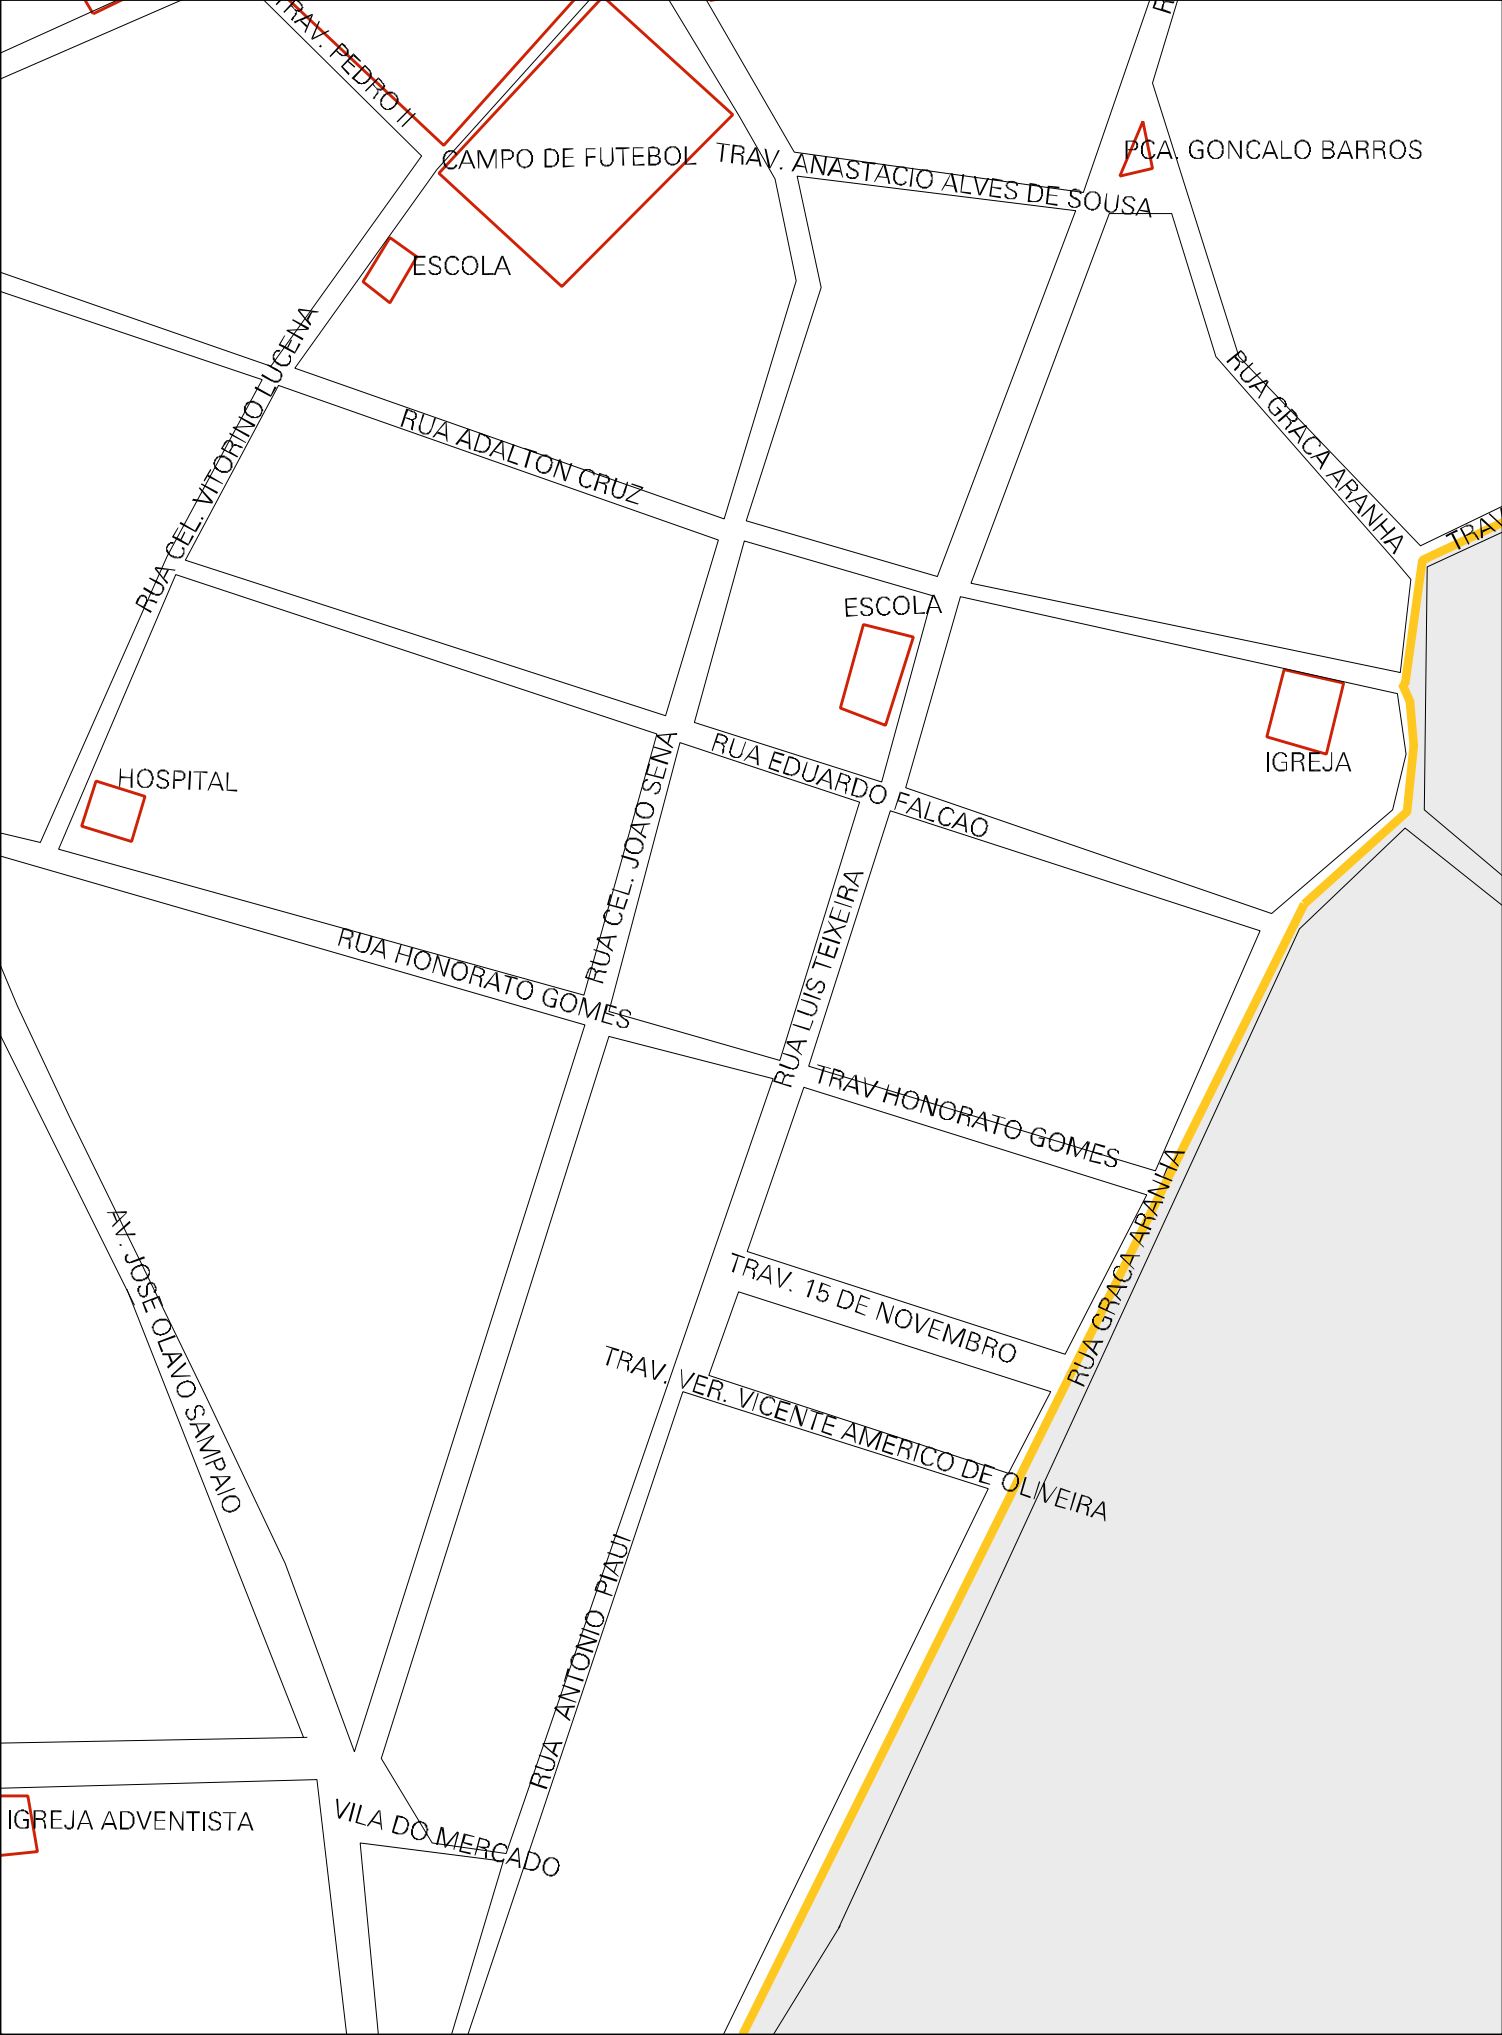 R
TRAV. PEDRO II
CAMPO DE FUTEBOL
TRAV. ANASTACIO ALVES DE SOUSA
PCA. GONCALO BARROS
ESCOLA
RUA CEL. VITORINO LUCENA
RUA ADALTON CRUZ
RUA GRACA ARANHA
TRAV
ESCOLA
IGREJA
HOSPITAL
RUA EDUARDO FALCAO
RUA CEL. JOAO SENA
RUA LUIS TEIXEIRA
RUA HONORATO GOMES
TRAV HONORATO GOMES
RUA GRACA ARANHA
AV. JOSE OLAVO SAMPAIO
TRAV. 15 DE NOVEMBRO
TRAV. VER. VICENTE AMERICO DE OLIVEIRA
RUA ANTONIO PIAUI
IGREJA ADVENTISTA
VILA DO MERCADO